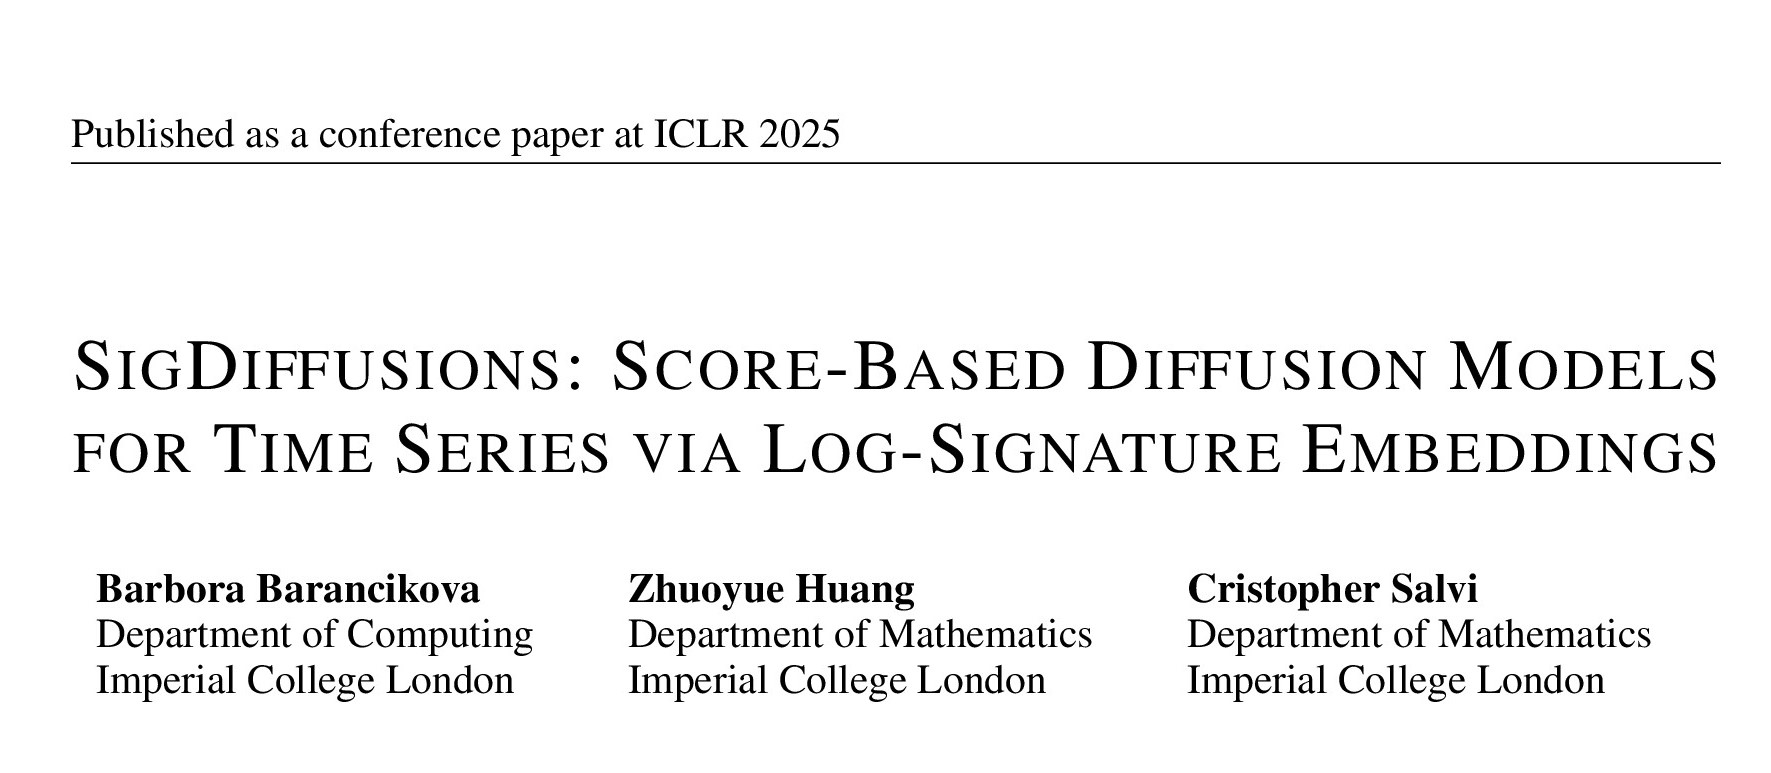 Published as a conference paper at ICLR 2025
SIGDIFFUSIONS: SCORE-BASED DIFFUSION MODELS
FOR TIME SERIES VIA LOG-SIGNATURE EMBEDDINGS
Barbora Barancikova Zhuoyue Huang Cristopher Salvi
Department of Computing Department of Mathematics Department of Mathematics
Imperial College London Imperial College London Imperial College London